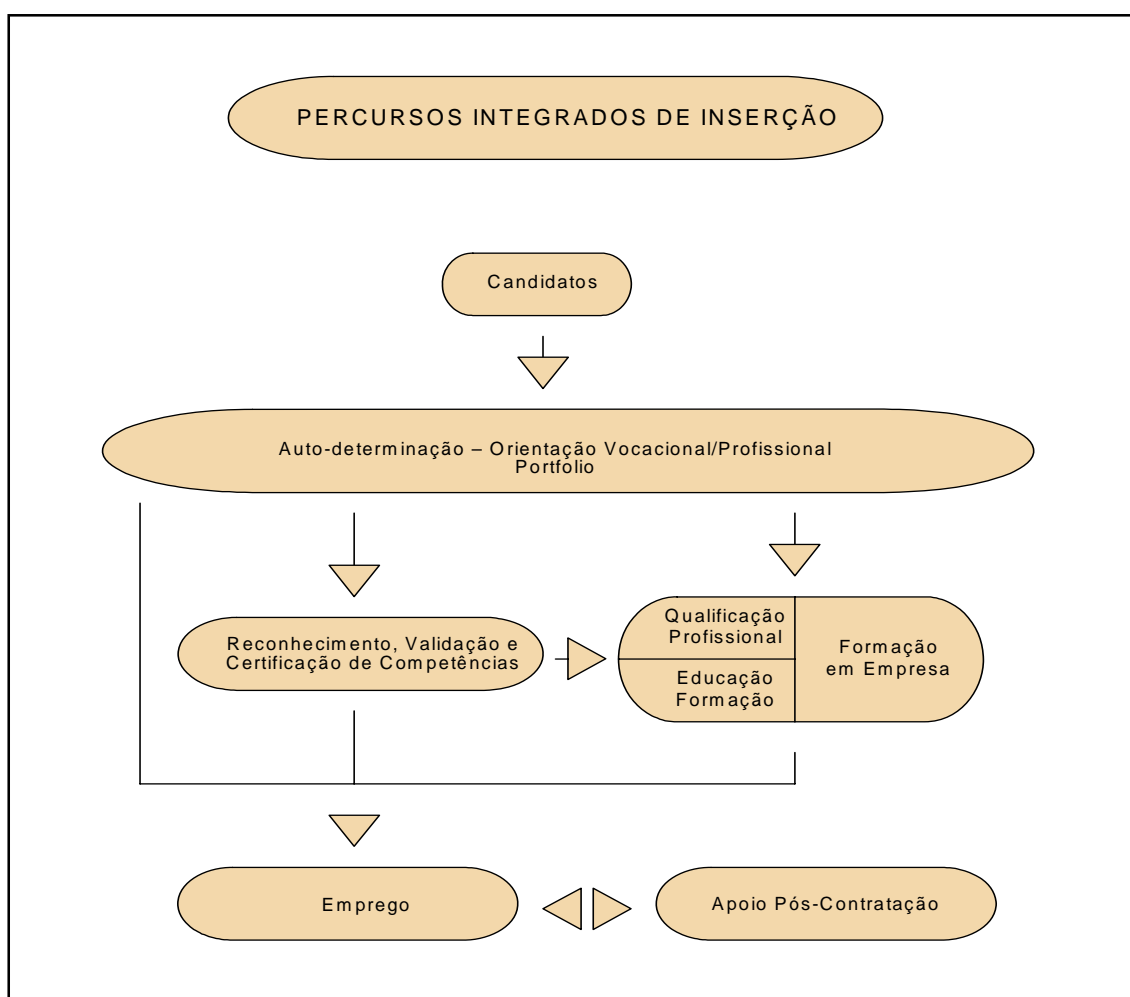 PERCURSOS INTEGRADOS DE INSERÇÃO
Candidatos
Auto-determinação – Orientação Vocacional/Profissional
Portfolio
Reconhecimento, Validação e
Certificação de Competências
Qualificação
Profissional
Educação
Formação
Formação
em Empresa
Emprego
Apoio Pós-Contratação